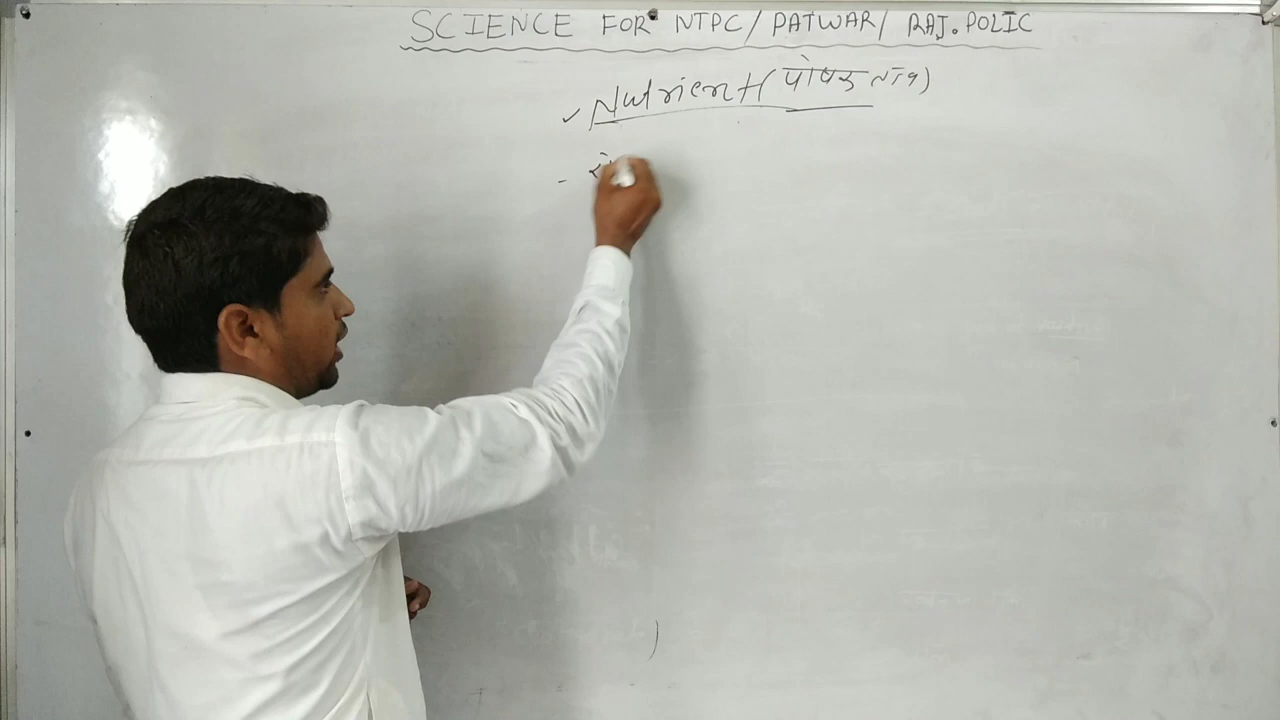 SCIENCE FOR NTPC/PATWAR/ RAJ.POLIC
Nutrient (पोषक तत्व)